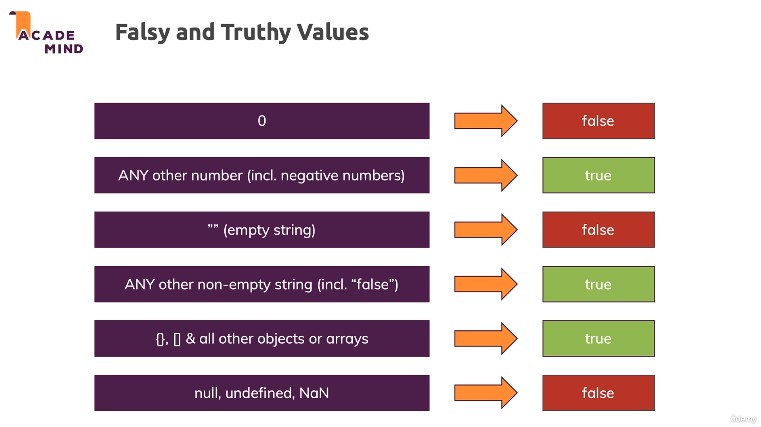 ACADE
MIND
Falsy and Truthy Values
0
false
ANY other number (incl. negative numbers)
true
”” (empty string)
false
ANY other non-empty string (incl. “false”)
true
{}, [] & all other objects or arrays
true
null, undefined, NaN
false
ûdemy